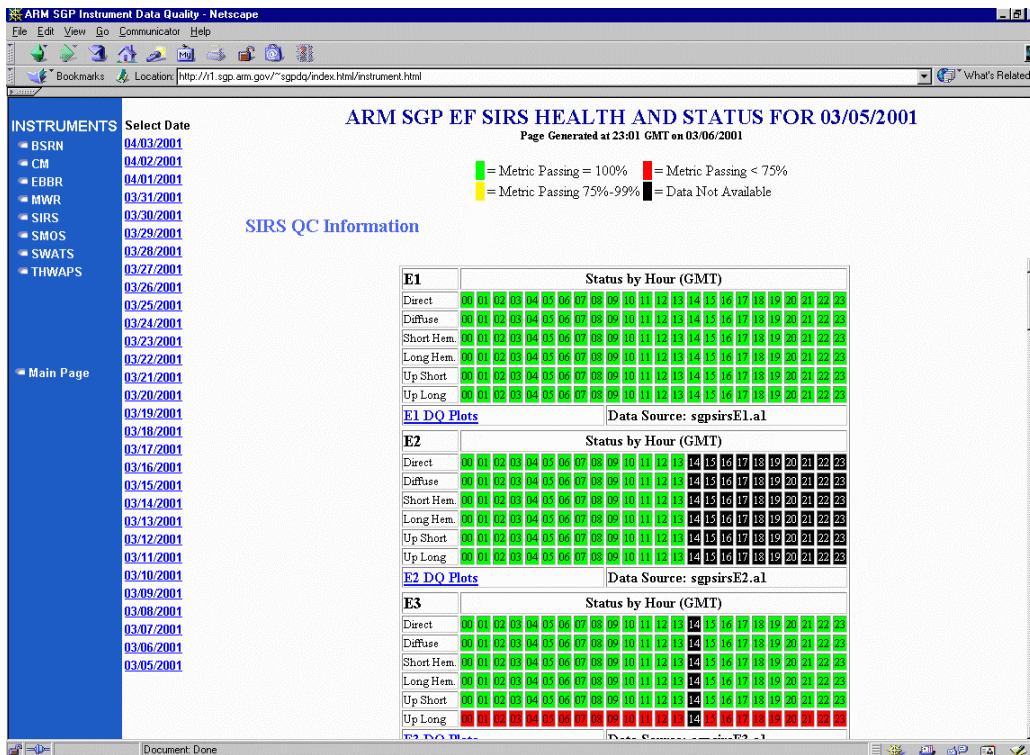 ARM SGP Instrument Data Quality - Netscape
File Edit View Go Communicator Help
Bookmarks Location: http://r1.sgp.arm.gov/~sgpdq/index.html/instrument.html What's Related
INSTRUMENTS
BSRN
CM
EBBR
MWR
SIRS
SMOS
SWATS
THWAPS
Main Page
Select Date
04/03/2001
04/02/2001
04/01/2001
03/31/2001
03/30/2001
03/29/2001
03/28/2001
03/27/2001
03/26/2001
03/25/2001
03/24/2001
03/23/2001
03/22/2001
03/21/2001
03/20/2001
03/19/2001
03/18/2001
03/17/2001
03/16/2001
03/15/2001
03/14/2001
03/13/2001
03/12/2001
03/11/2001
03/10/2001
03/09/2001
03/08/2001
03/07/2001
03/06/2001
03/05/2001
ARM SGP EF SIRS HEALTH AND STATUS FOR 03/05/2001
Page Generated at 23:01 GMT on 03/06/2001
= Metric Passing = 100% = Metric Passing < 75%
= Metric Passing 75%-99% = Data Not Available
SIRS QC Information
E1 Status by Hour (GMT)
Direct 00 01 02 03 04 05 06 07 08 09 10 11 12 13 14 15 16 17 18 19 20 21 22 23
Diffuse 00 01 02 03 04 05 06 07 08 09 10 11 12 13 14 15 16 17 18 19 20 21 22 23
Short Hem. 00 01 02 03 04 05 06 07 08 09 10 11 12 13 14 15 16 17 18 19 20 21 22 23
Long Hem. 00 01 02 03 04 05 06 07 08 09 10 11 12 13 14 15 16 17 18 19 20 21 22 23
Up Short 00 01 02 03 04 05 06 07 08 09 10 11 12 13 14 15 16 17 18 19 20 21 22 23
Up Long 00 01 02 03 04 05 06 07 08 09 10 11 12 13 14 15 16 17 18 19 20 21 22 23
E1 DQ Plots Data Source: sgpsirsE1.a1
E2 Status by Hour (GMT)
Direct 00 01 02 03 04 05 06 07 08 09 10 11 12 13 14 15 16 17 18 19 20 21 22 23
Diffuse 00 01 02 03 04 05 06 07 08 09 10 11 12 13 14 15 16 17 18 19 20 21 22 23
Short Hem. 00 01 02 03 04 05 06 07 08 09 10 11 12 13 14 15 16 17 18 19 20 21 22 23
Long Hem. 00 01 02 03 04 05 06 07 08 09 10 11 12 13 14 15 16 17 18 19 20 21 22 23
Up Short 00 01 02 03 04 05 06 07 08 09 10 11 12 13 14 15 16 17 18 19 20 21 22 23
Up Long 00 01 02 03 04 05 06 07 08 09 10 11 12 13 14 15 16 17 18 19 20 21 22 23
E2 DQ Plots Data Source: sgpsirsE2.a1
E3 Status by Hour (GMT)
Direct 00 01 02 03 04 05 06 07 08 09 10 11 12 13 14 15 16 17 18 19 20 21 22 23
Diffuse 00 01 02 03 04 05 06 07 08 09 10 11 12 13 14 15 16 17 18 19 20 21 22 23
Short Hem. 00 01 02 03 04 05 06 07 08 09 10 11 12 13 14 15 16 17 18 19 20 21 22 23
Long Hem. 00 01 02 03 04 05 06 07 08 09 10 11 12 13 14 15 16 17 18 19 20 21 22 23
Up Short 00 01 02 03 04 05 06 07 08 09 10 11 12 13 14 15 16 17 18 19 20 21 22 23
Up Long 00 01 02 03 04 05 06 07 08 09 10 11 12 13 14 15 16 17 18 19 20 21 22 23
Document: Done